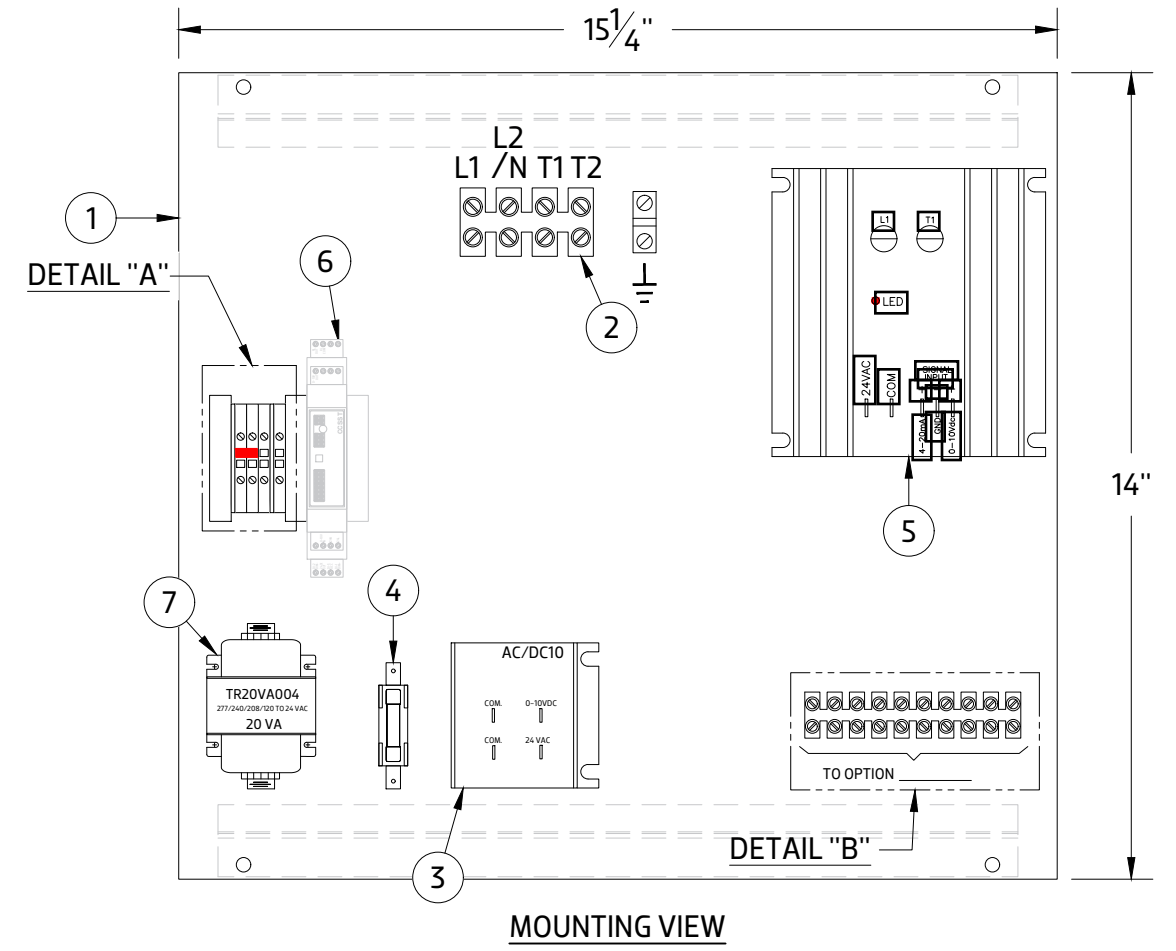 15 1/4"
L2
L1 /N T1 T2
1
DETAIL "A"
6
2
L1
T1
LED
24VAC
COM
SIGNAL
INPUT
4-20mA
GND
0-10Vdc
14"
5
7
4
TR20VA004
277/240/208/120 TO 24 VAC
20 VA
AC/DC10
COM. 0-10VDC
COM. 24 VAC
TO OPTION
3
DETAIL "B"
MOUNTING VIEW